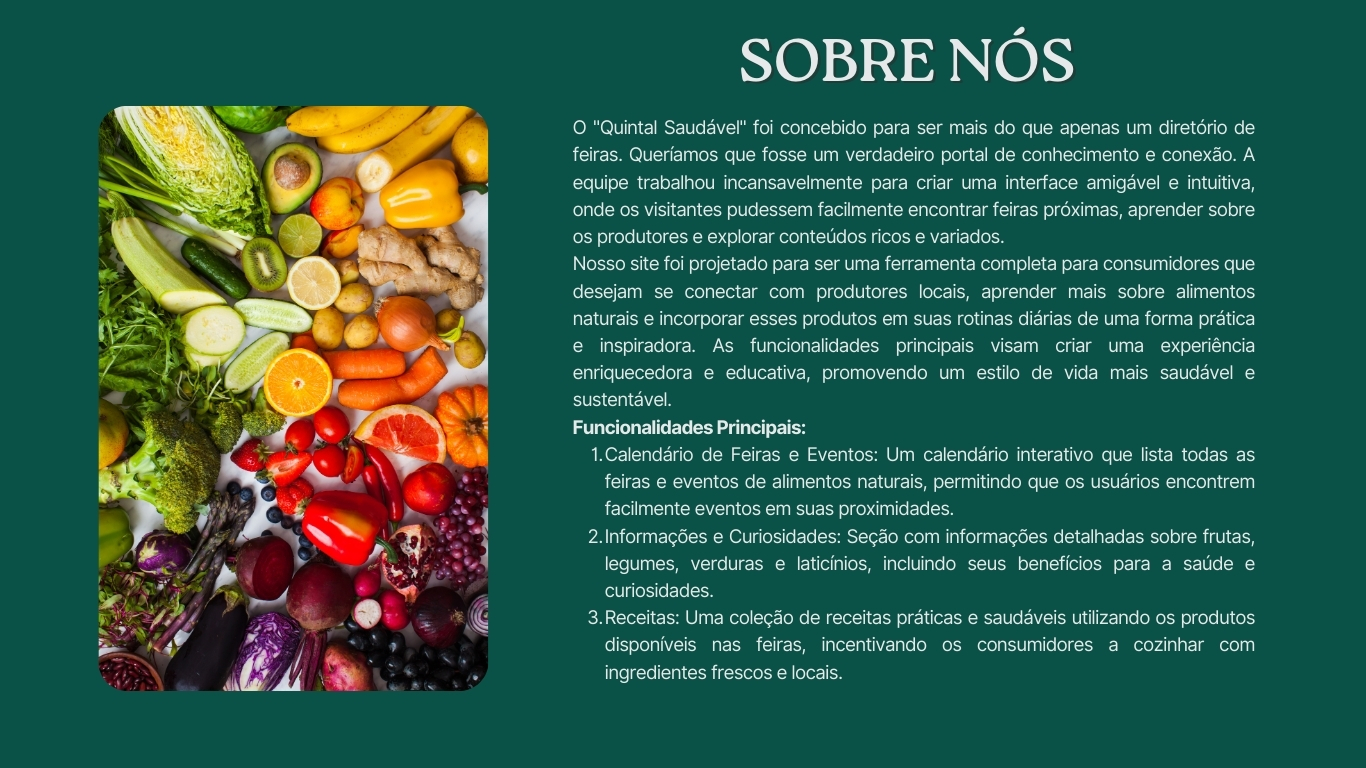 SOBRE NÓS
O "Quintal Saudável" foi concebido para ser mais do que apenas um diretório de
feiras. Queríamos que fosse um verdadeiro portal de conhecimento e conexão. A
equipe trabalhou incansavelmente para criar uma interface amigável e intuitiva,
onde os visitantes pudessem facilmente encontrar feiras próximas, aprender sobre
os produtores e explorar conteúdos ricos e variados.
Nosso site foi projetado para ser uma ferramenta completa para consumidores que
desejam se conectar com produtores locais, aprender mais sobre alimentos
naturais e incorporar esses produtos em suas rotinas diárias de uma forma prática
e inspiradora. As funcionalidades principais visam criar uma experiência
enriquecedora e educativa, promovendo um estilo de vida mais saudável e
sustentável.
Funcionalidades Principais:
1. Calendário de Feiras e Eventos: Um calendário interativo que lista todas as
feiras e eventos de alimentos naturais, permitindo que os usuários encontrem
facilmente eventos em suas proximidades.
2. Informações e Curiosidades: Seção com informações detalhadas sobre frutas,
legumes, verduras e laticínios, incluindo seus benefícios para a saúde e
curiosidades.
3. Receitas: Uma coleção de receitas práticas e saudáveis utilizando os produtos
disponíveis nas feiras, incentivando os consumidores a cozinhar com
ingredientes frescos e locais.